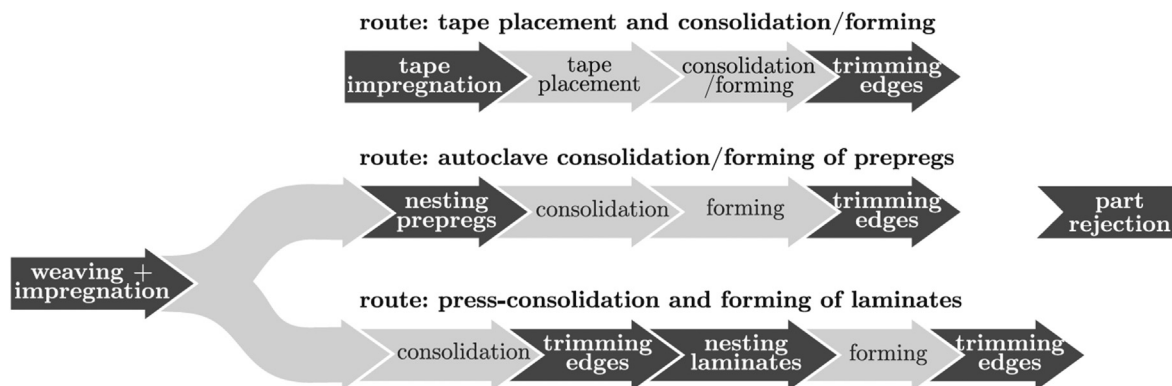 route: tape placement and consolidation/forming
tape
impregnation
tape
placement
consolidation
/forming
trimming
edges
route: autoclave consolidation/forming of prepregs
nesting
prepregs
consolidation
forming
trimming
edges
part
rejection
weaving +
impregnation
route: press-consolidation and forming of laminates
consolidation
trimming
edges
nesting
laminates
forming
trimming
edges